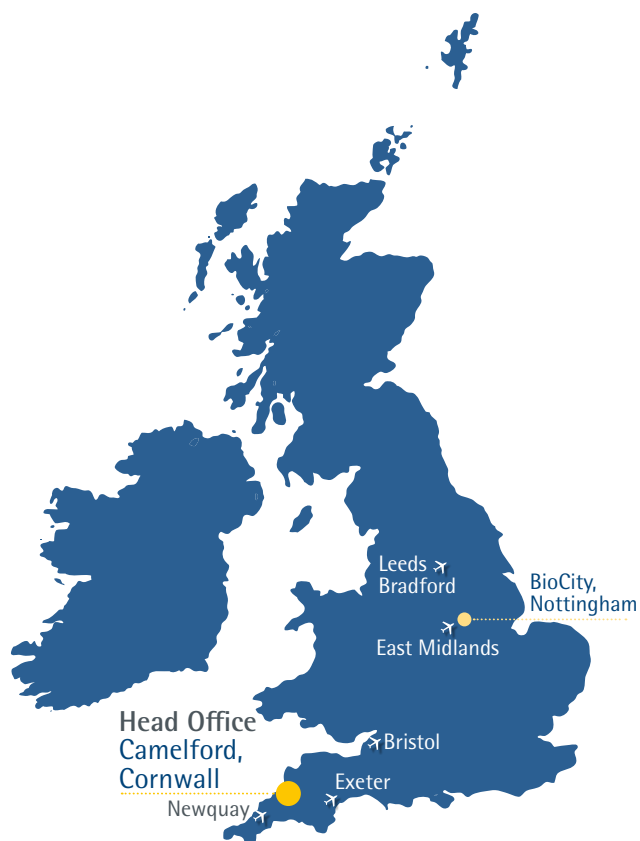 Leeds
Bradford
BioCity,
Nottingham
East Midlands
Head Office
Camelford,
Cornwall
Bristol
Exeter
Newquay